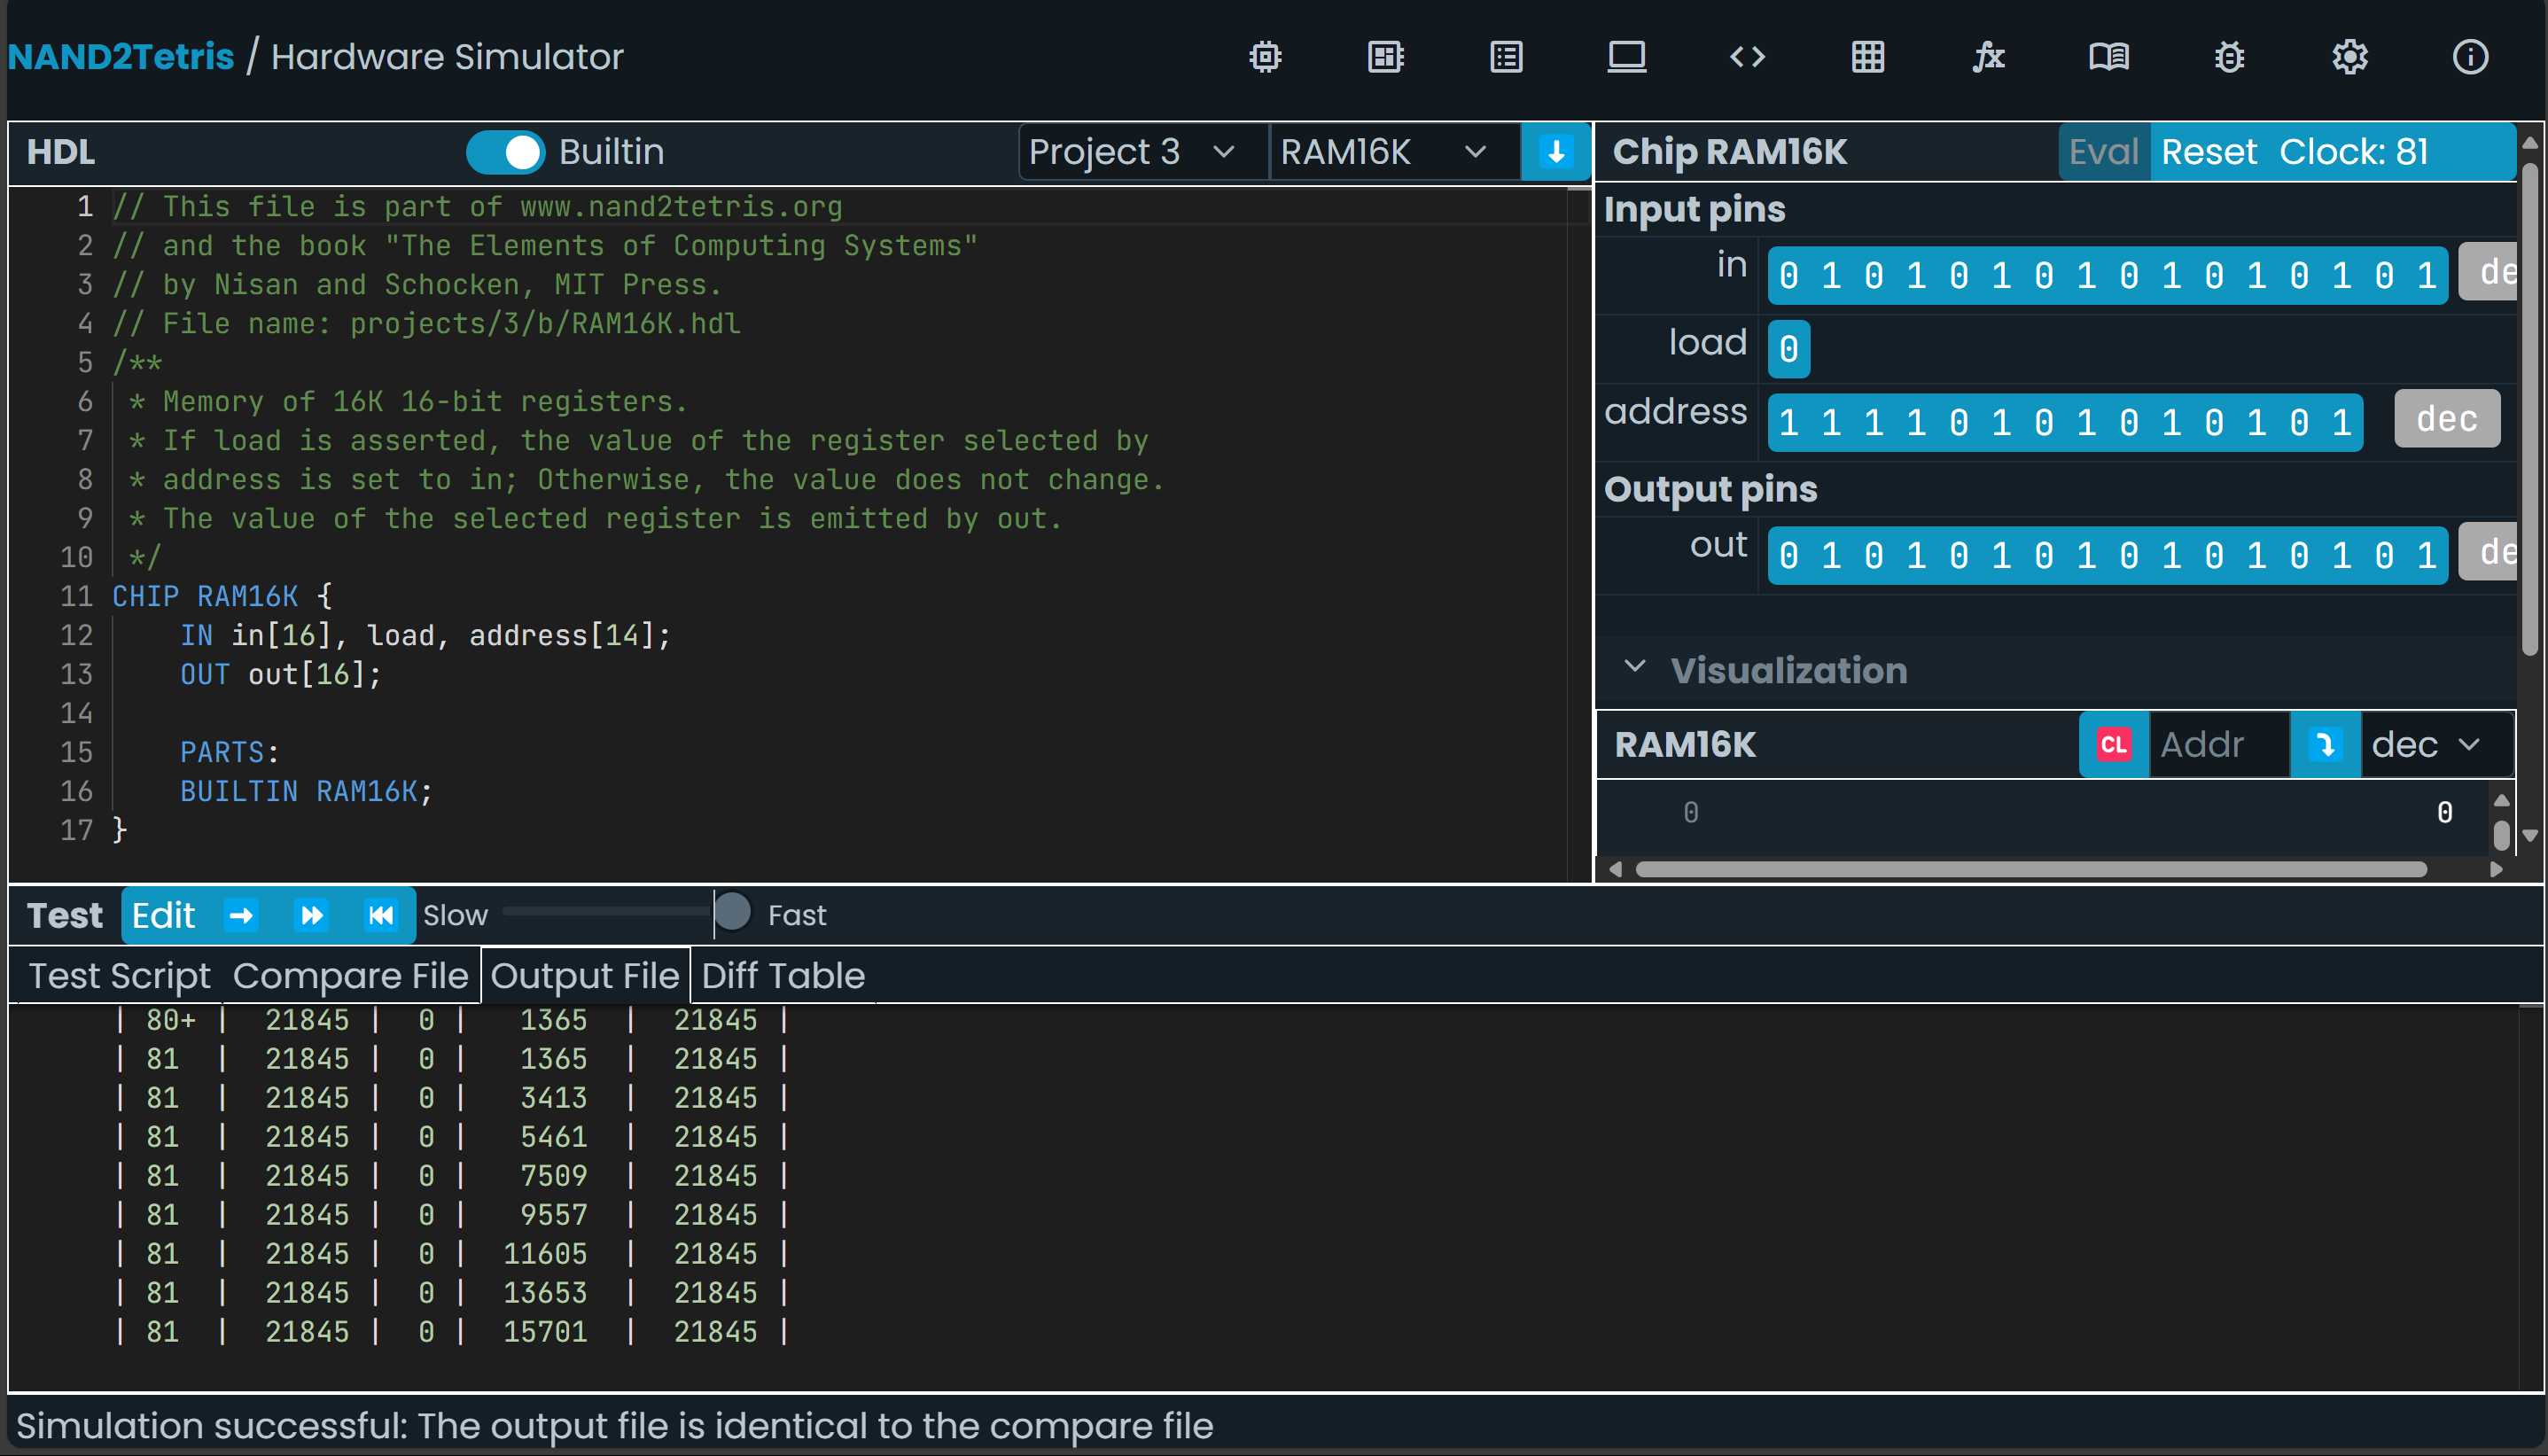 NAND2Tetris / Hardware Simulator
HDL Builtin Project 3 RAM16K
1 // This file is part of www.nand2tetris.org
2 // and the book "The Elements of Computing Systems"
3 // by Nisan and Schocken, MIT Press.
4 // File name: projects/3/b/RAM16K.hdl
5 /**
6 * Memory of 16K 16-bit registers.
7 * If load is asserted, the value of the register selected by
8 * address is set to in; Otherwise, the value does not change.
9 * The value of the selected register is emitted by out.
10 */
11 CHIP RAM16K {
12 IN in[16], load, address[14];
13 OUT out[16];
14
15 PARTS:
16 BUILTIN RAM16K;
17 }
Chip RAM16K Eval Reset Clock: 81
Input pins
in 0 1 0 1 0 1 0 1 0 1 0 1 0 1 0 1 de
load 0
address 1 1 1 1 0 1 0 1 0 1 0 1 0 1 dec
Output pins
out 0 1 0 1 0 1 0 1 0 1 0 1 0 1 0 1 de
Visualization
RAM16K CL Addr dec
0 0
Test Edit Slow Fast
Test Script Compare File Output File Diff Table
| 80+ | 21845 | 0 | 1365 | 21845 |
| 81 | 21845 | 0 | 1365 | 21845 |
| 81 | 21845 | 0 | 3413 | 21845 |
| 81 | 21845 | 0 | 5461 | 21845 |
| 81 | 21845 | 0 | 7509 | 21845 |
| 81 | 21845 | 0 | 9557 | 21845 |
| 81 | 21845 | 0 | 11605 | 21845 |
| 81 | 21845 | 0 | 13653 | 21845 |
| 81 | 21845 | 0 | 15701 | 21845 |
Simulation successful: The output file is identical to the compare file